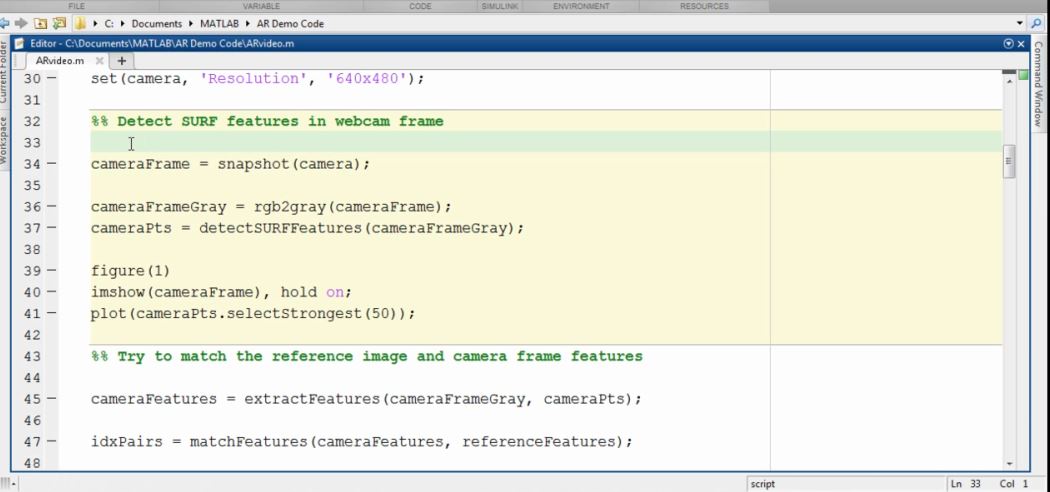 FILE VARIABLE CODE SIMULINK ENVIRONMENT RESOURCES
C: Documents MATLAB AR Demo Code
Editor - C:\Documents\MATLAB\AR Demo Code\ARvideo.m
ARvideo.m
Current Folder
Workspace
Command Window
30 set(camera, 'Resolution', '640x480');
31
32 %% Detect SURF features in webcam frame
33
34 cameraFrame = snapshot(camera);
35
36 cameraFrameGray = rgb2gray(cameraFrame);
37 cameraPts = detectSURFFeatures(cameraFrameGray);
38
39 figure(1)
40 imshow(cameraFrame), hold on;
41 plot(cameraPts.selectStrongest(50));
42
43 %% Try to match the reference image and camera frame features
44
45 cameraFeatures = extractFeatures(cameraFrameGray, cameraPts);
46
47 idxPairs = matchFeatures(cameraFeatures, referenceFeatures);
48
script Ln 33 Col 1